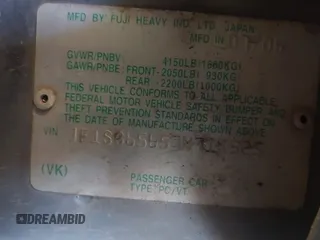 MFD BY FUJI HEAVY IND LTD. JAPAN
MFD IN
GVWR/PNBV: 4150LB(1880KG)
GAWR/PNBE: FRONT-2050LB( 930KG)
REAR -2200LB(1000KG)
THIS VEHICLE CONFORMS TO ALL APPLICABLE
FEDERAL MOTOR VEHICLE SAFETY, BUMPER, AND
THEFT PREVENTION STANDARDS IN EFFECT ON
THE DATE OF MANUFACTURE SHOWN ABOVE.
VIN
(VK)
PASSENGER CAR
TYPE:PC/VT
DREAMBID